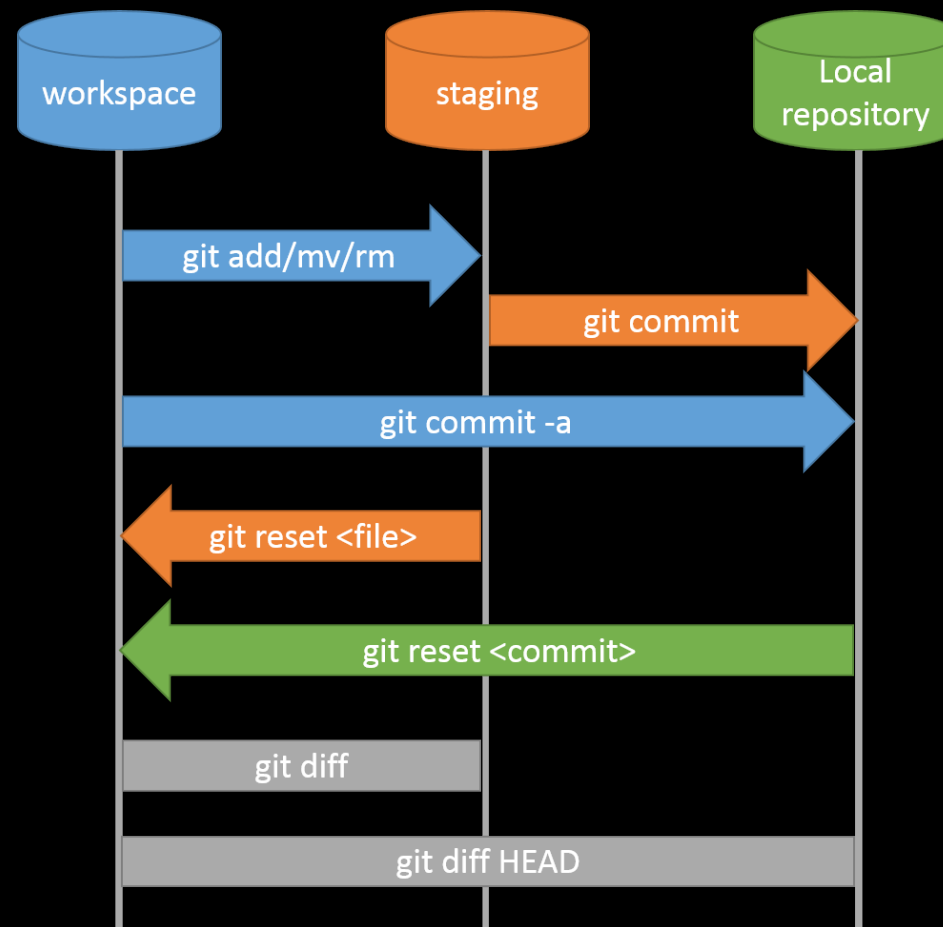 workspace
staging
Local
repository
git add/mv/rm
git commit
git commit -a
git reset <file>
git reset <commit>
git diff
git diff HEAD